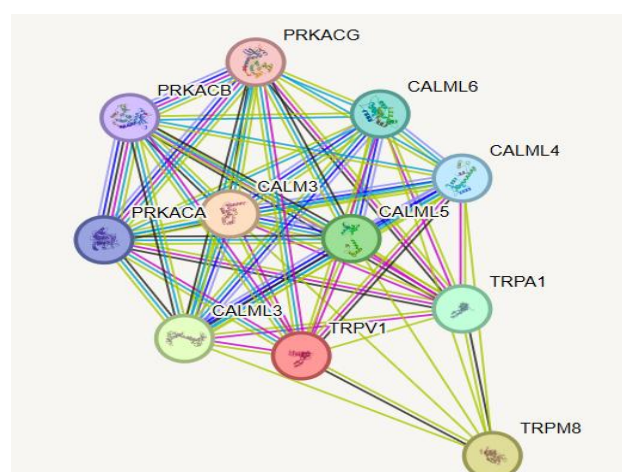 PRKACG
PRKACB
CALML6
CALML4
CALM3
PRKACA
CALML5
TRPA1
CALML3
TRPV1
TRPM8